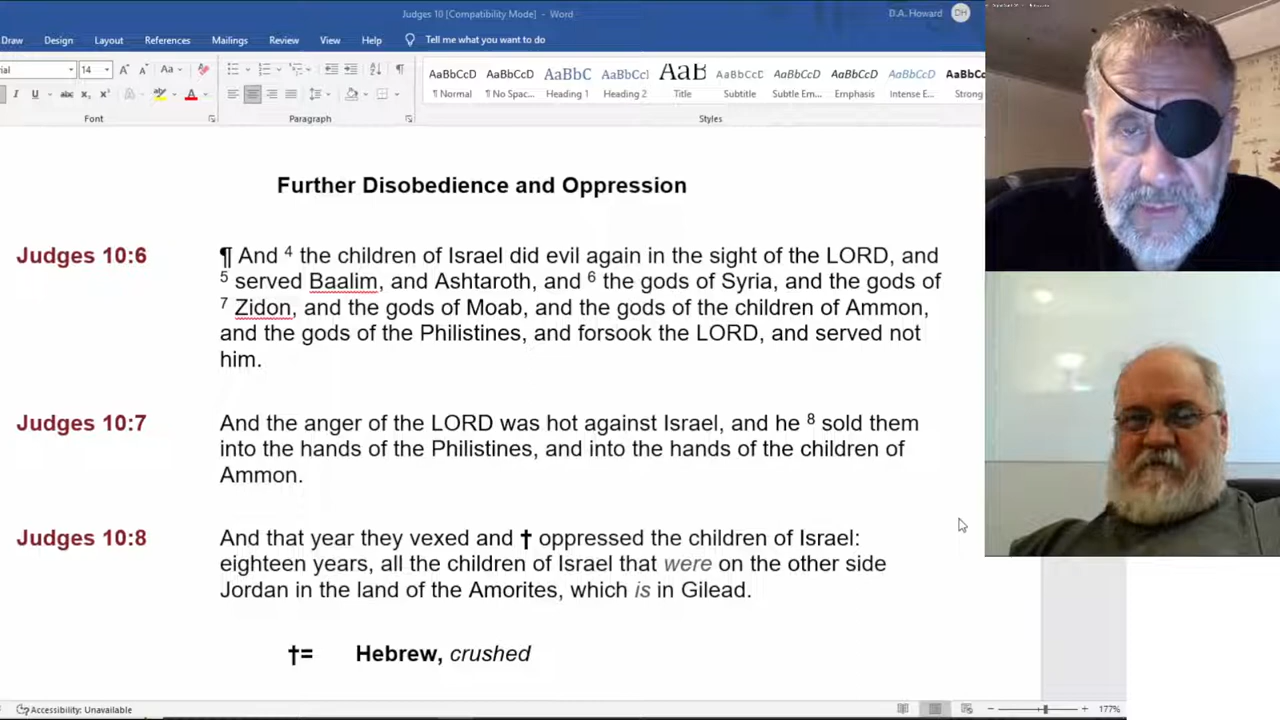 Judges 10 [Compatibility Mode] - Word
D.A. Howard DH
Draw Design Layout References Mailings Review View Help Tell me what you want to do
ial 14 A A Aa
AaBbCcD AaBbCcD AaBbC AaBbCcl AaB AaBbCcD AaBbCcD AaBbCcD AaBbCcD AaBbCc
I U abc x₂ x² A ab A
¶ Normal ¶ No Spac... Heading 1 Heading 2 Title Subtitle Subtle Em... Emphasis Intense E... Strong
Font Paragraph Styles
Further Disobedience and Oppression
Judges 10:6 ¶ And 4 the children of Israel did evil again in the sight of the LORD, and
5 served Baalim, and Ashtaroth, and 6 the gods of Syria, and the gods of
7 Zidon, and the gods of Moab, and the gods of the children of Ammon,
and the gods of the Philistines, and forsook the LORD, and served not
him.
Judges 10:7 And the anger of the LORD was hot against Israel, and he 8 sold them
into the hands of the Philistines, and into the hands of the children of
Ammon.
Judges 10:8 And that year they vexed and † oppressed the children of Israel:
eighteen years, all the children of Israel that were on the other side
Jordan in the land of the Amorites, which is in Gilead.
†= Hebrew, crushed
Accessibility: Unavailable
177%